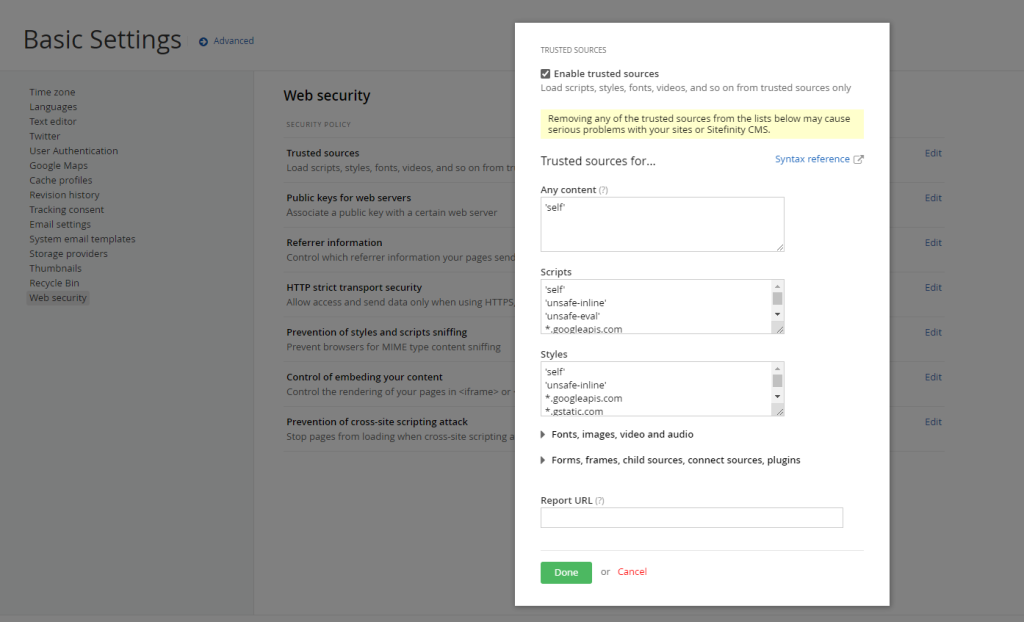 Basic Settings
Advanced
Time zone
Languages
Text editor
Twitter
User Authentication
Google Maps
Cache profiles
Revision history
Tracking consent
Email settings
System email templates
Storage providers
Thumbnails
Recycle Bin
Web security
Web security
SECURITY POLICY
Trusted sources
Load scripts, styles, fonts, videos, and so on from tr
Edit
Public keys for web servers
Associate a public key with a certain web server
Edit
Referrer information
Control which referrer information your pages send
Edit
HTTP strict transport security
Allow access and send data only when using HTTPS,
Edit
Prevention of styles and scripts sniffing
Prevent browsers for MIME type content sniffing
Edit
Control of embeding your content
Control the rendering of your pages in <iframe> or
Edit
Prevention of cross-site scripting attack
Stop pages from loading when cross-site scripting a
Edit
TRUSTED SOURCES
Enable trusted sources
Load scripts, styles, fonts, videos, and so on from trusted sources only
Removing any of the trusted sources from the lists below may cause
serious problems with your sites or Sitefinity CMS.
Trusted sources for...
Syntax reference
Any content (?)
'self'
Scripts
'self'
'unsafe-inline'
'unsafe-eval'
*.googleapis.com
Styles
'self'
'unsafe-inline'
*.googleapis.com
*.gstatic.com
Fonts, images, video and audio
Forms, frames, child sources, connect sources, plugins
Report URL (?)
Done or Cancel